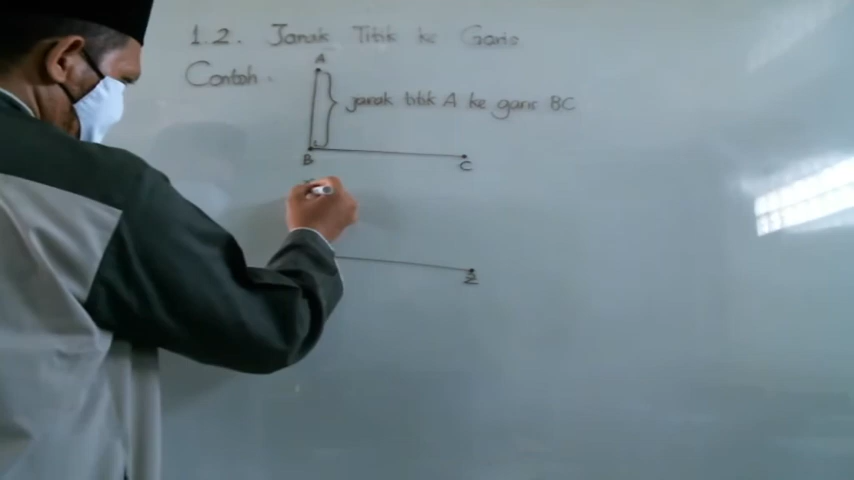 1.2. Jarak Titik ke Garis
Contoh.
A
jarak titik A ke garis BC
B
C
Z